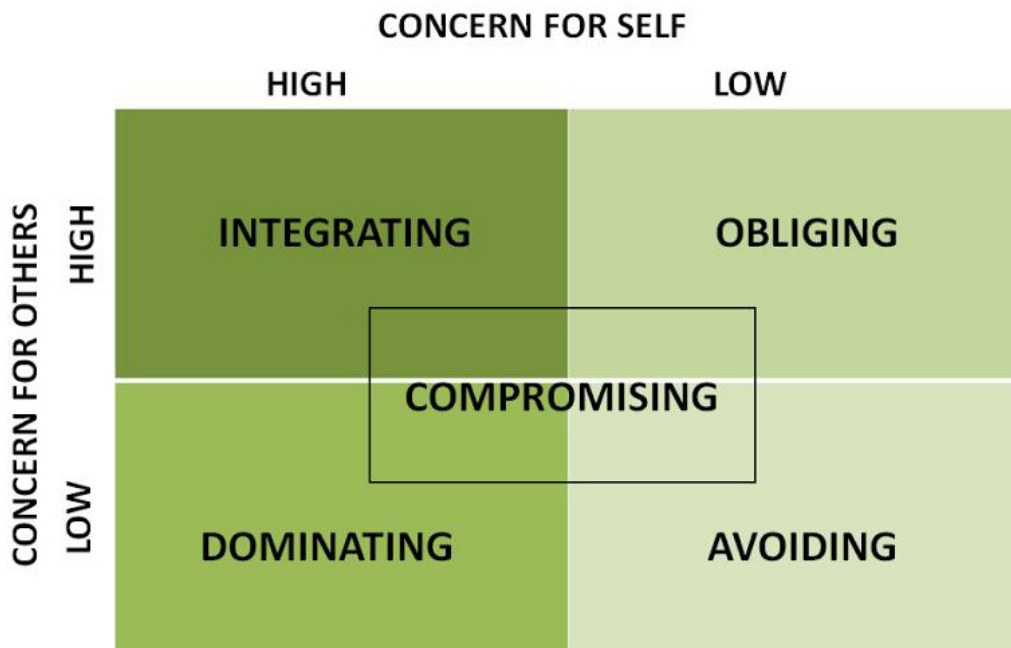 CONCERN FOR SELF
HIGH LOW
CONCERN FOR OTHERS
HIGH
INTEGRATING OBLIGING
COMPROMISING
LOW
DOMINATING AVOIDING